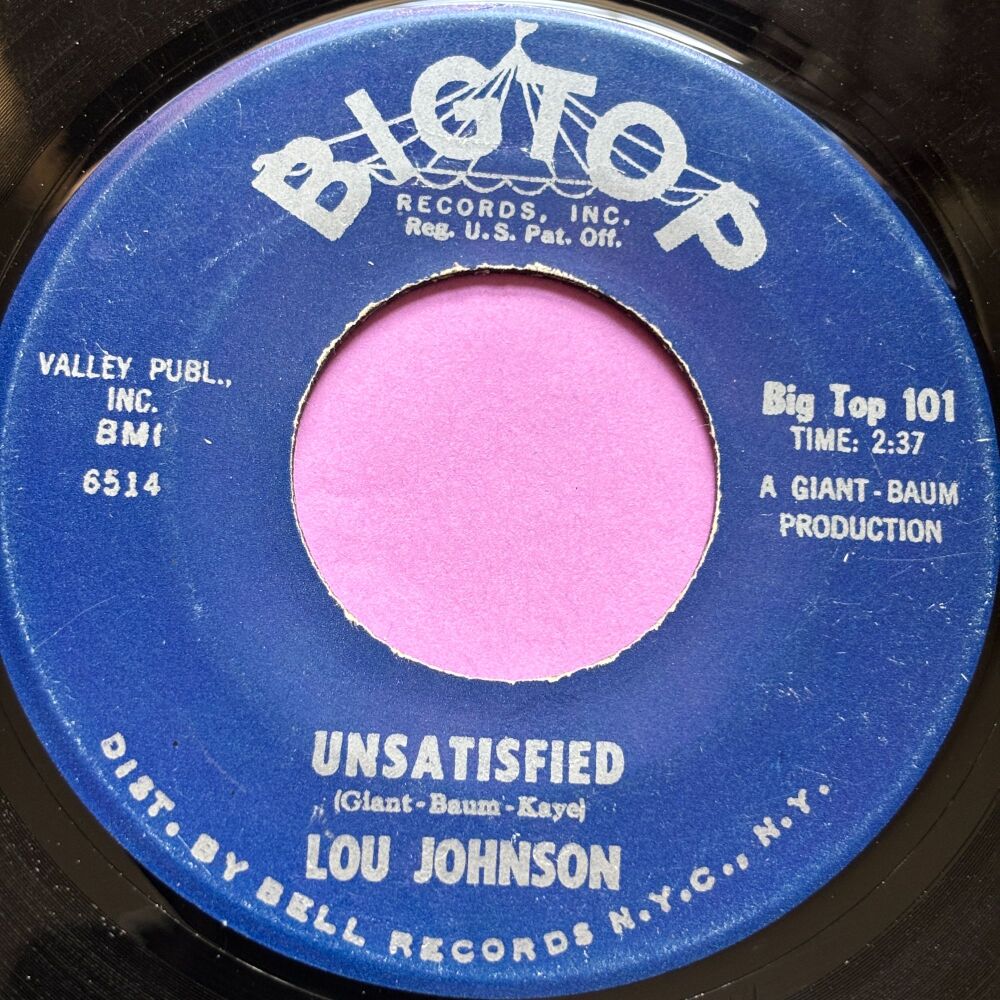 BIGTOP
RECORDS, INC.
Reg. U.S. Pat. Off.
VALLEY PUBL.,
INC.
BMI
6514
Big Top 101
TIME: 2:37
A GIANT-BAUM
PRODUCTION
UNSATISFIED
(Giant-Baum-Kaye)
LOU JOHNSON
DIST. BY BELL RECORDS N.Y.C., N.Y.